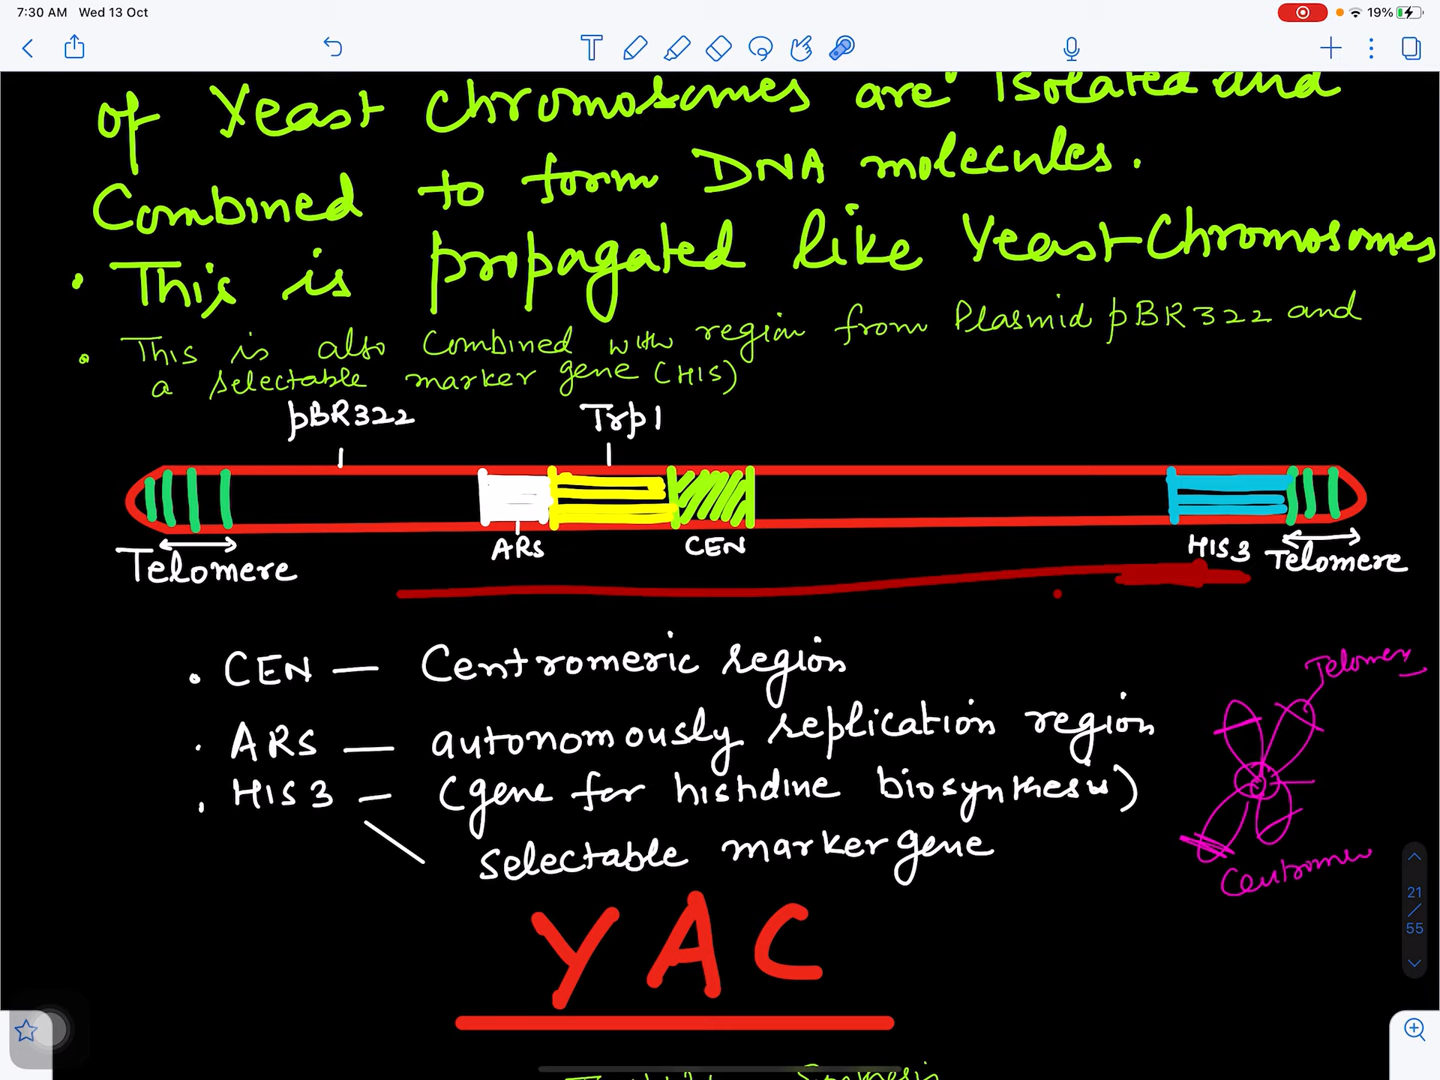 7:30 AM Wed 13 Oct
19%
of Yeast Chromosomes are Isolated and
Combined to form DNA molecules.
• This is propagated like Yeast Chromosomes
• This is also combined with region from Plasmid pBR322 and
a selectable marker gene (HIS)
pBR322 Trp1
ARS CEN HIS3
Telomere Telomere
• CEN — Centromeric region
• ARS — autonomously replication region
• HIS3 — (gene for histidine biosynthesis)
selectable marker gene
Telomere
Centromere
YAC
21
/
55